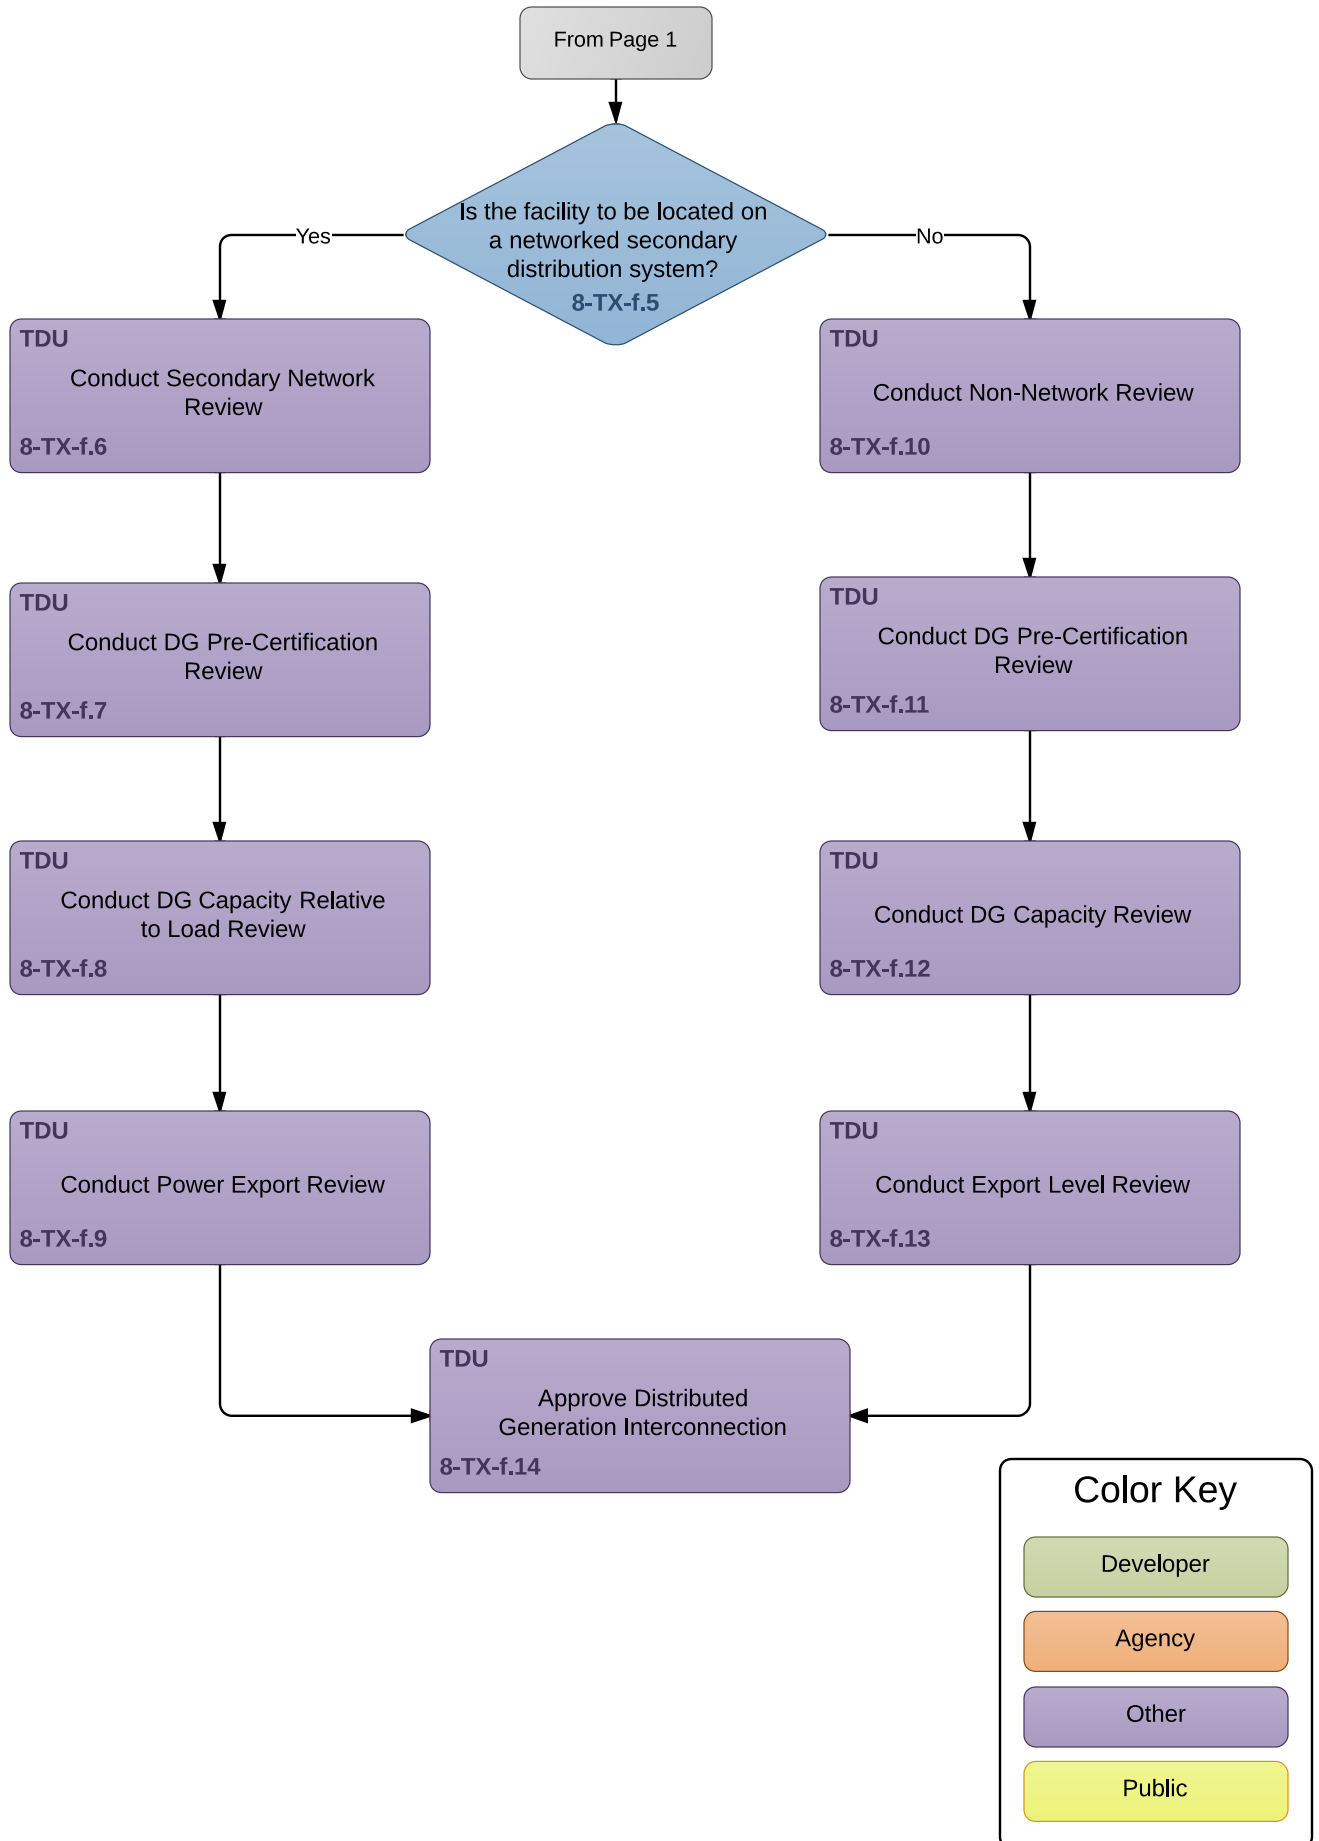 From Page 1
Is the facility to be located on
a networked secondary
distribution system?
8-TX-f.5
Yes
No
TDU
Conduct Secondary Network
Review
8-TX-f.6
TDU
Conduct Non-Network Review
8-TX-f.10
TDU
Conduct DG Pre-Certification
Review
8-TX-f.7
TDU
Conduct DG Pre-Certification
Review
8-TX-f.11
TDU
Conduct DG Capacity Relative
to Load Review
8-TX-f.8
TDU
Conduct DG Capacity Review
8-TX-f.12
TDU
Conduct Power Export Review
8-TX-f.9
TDU
Conduct Export Level Review
8-TX-f.13
TDU
Approve Distributed
Generation Interconnection
8-TX-f.14
Color Key
Developer
Agency
Other
Public